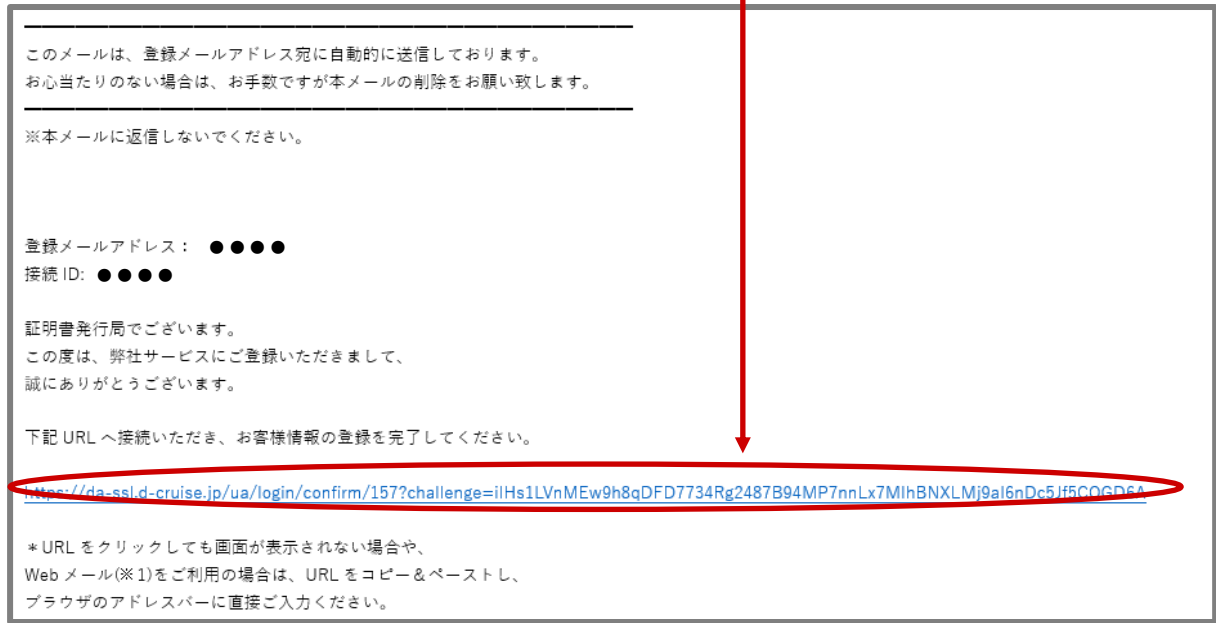 このメールは、登録メールアドレス宛に自動的に送信しております。
お心当たりのない場合は、お手数ですが本メールの削除をお願い致します。
※本メールに返信しないでください。
登録メールアドレス： ●●●●
接続 ID: ●●●●
証明書発行局でございます。
この度は、弊社サービスにご登録いただきまして、
誠にありがとうございます。
下記 URL へ接続いただき、お客様情報の登録を完了してください。
https://da-ssl.d-cruise.jp/ua/login/confirm/157?challenge=ilHs1LVnMEw9h8qDFD7734Rg2487B94MP7nnLx7MlhBNXLMj9al6nDc5Jf5COGD6A
＊URL をクリックしても画面が表示されない場合や、
Web メール(※1)をご利用の場合は、URL をコピー＆ペーストし、
ブラウザのアドレスバーに直接ご入力ください。